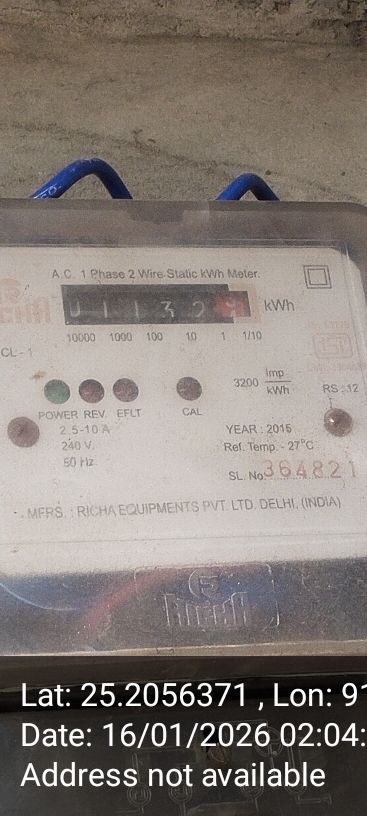 A.C. 1 Phase 2 Wire Static kWh Meter.
kWh
10000 1000 100 10 1 1/10
CL-1
3200 Imp/kWh
RS:12
POWER REV. EFLT CAL
2.5-10 A
240 V.
50 Hz
YEARː 2015
Ref. Temp. - 27°C
SL. No. 364821
MFRS. : RICHA EQUIPMENTS PVT. LTD. DELHI, (INDIA)
RICHA
Lat: 25.2056371 , Lon: 91
Date: 16/01/2026 02:04:
Address not available